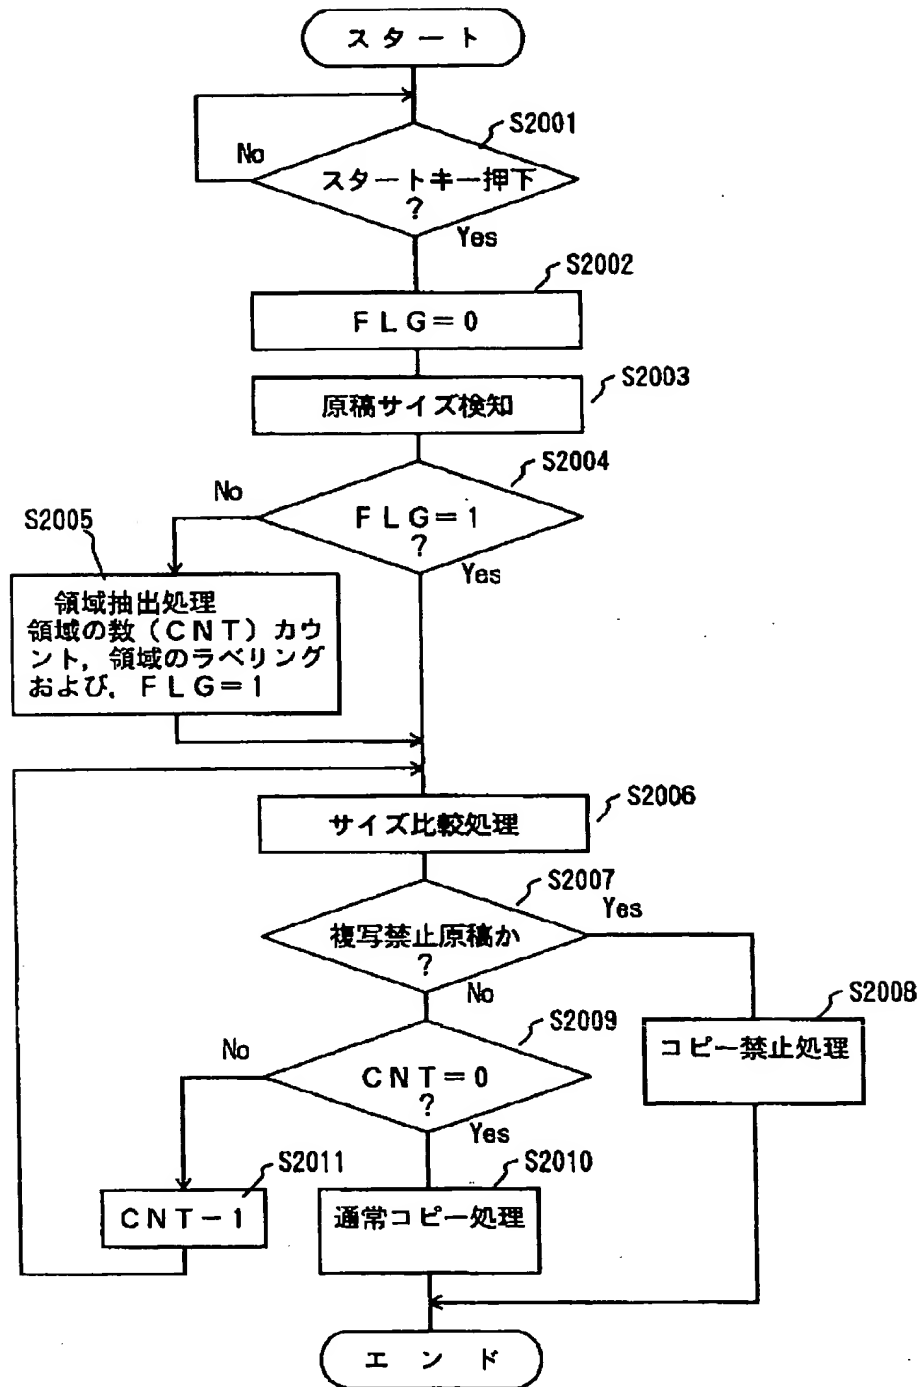 スタート
S2001
No
スタートキー押下
?
Yes
S2002
FLG=0
S2003
原稿サイズ検知
S2004
No
FLG=1
?
Yes
S2005
領域抽出処理
領域の数(CNT)カウ
ント,領域のラベリング
および,FLG=1
S2006
サイズ比較処理
S2007
Yes
複写禁止原稿か
?
No
S2008
コピー禁止処理
S2009
No
CNT=0
?
Yes
S2011
CNT-1
S2010
通常コピー処理
エンド